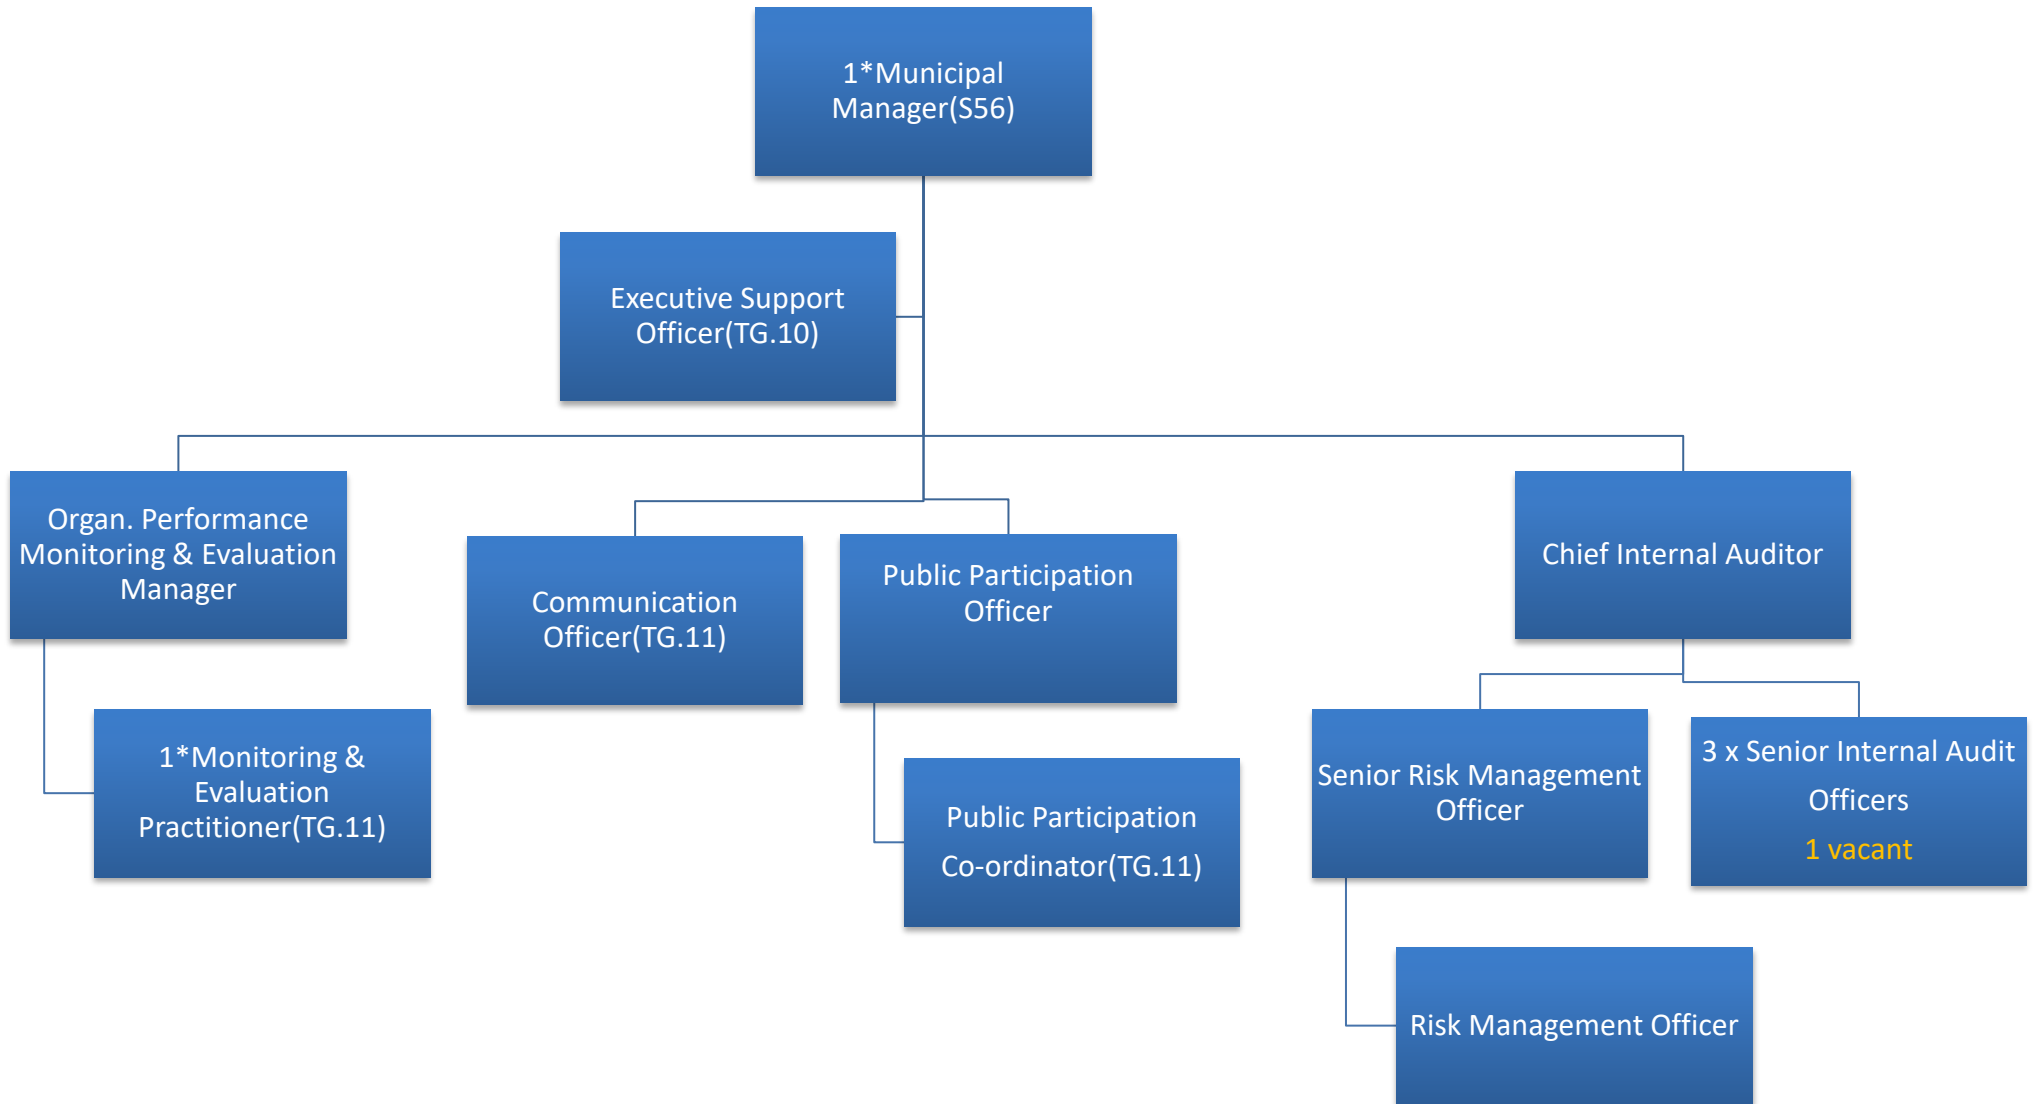 1*Municipal
Manager(S56)
Executive Support
Officer(TG.10)
Organ. Performance
Monitoring & Evaluation
Manager
Communication
Officer(TG.11)
Public Participation
Officer
Chief Internal Auditor
1*Monitoring &
Evaluation
Practitioner(TG.11)
Public Participation
Co-ordinator(TG.11)
Senior Risk Management
Officer
3 x Senior Internal Audit
Officers
1 vacant
Risk Management Officer